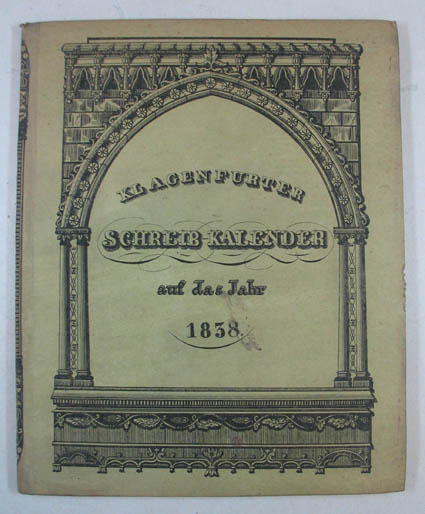 KLAGENFURTER
SCHREIB-KALENDER
auf das Jahr
1838.